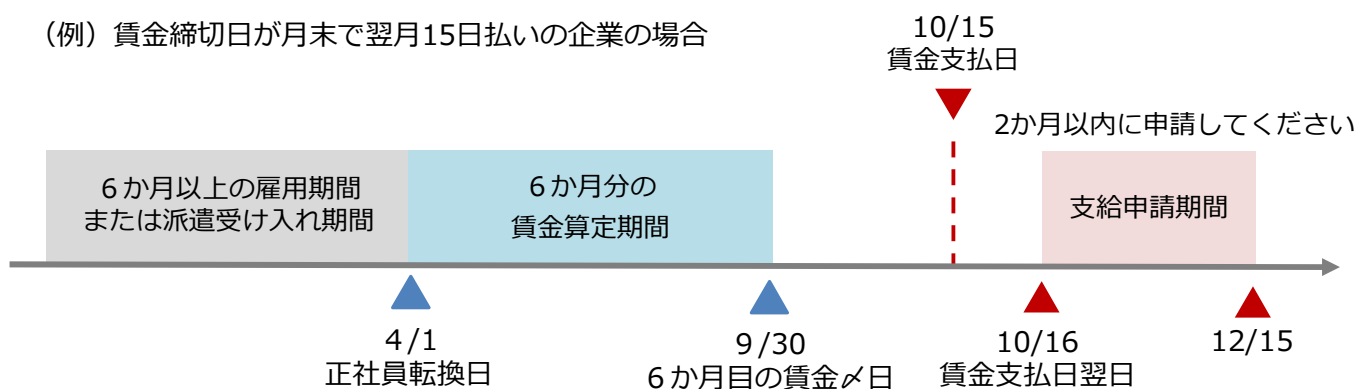 （例）賃金締切日が月末で翌月15日払いの企業の場合
10/15
賃金支払日
2か月以内に申請してください
６か月以上の雇用期間
または派遣受け入れ期間
６か月分の
賃金算定期間
支給申請期間
４/1
正社員転換日
９/30
６か月目の賃金〆日
10/16
賃金支払日翌日
12/15